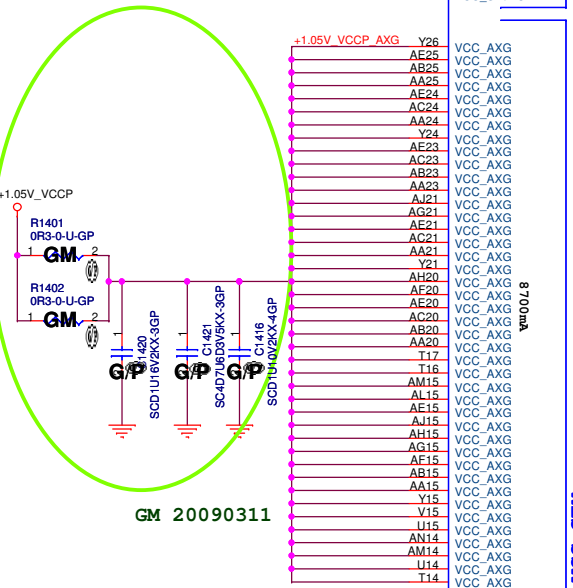 +1.05V_VCCP_AXG
Y26 VCC_AXG
AE25 VCC_AXG
AB25 VCC_AXG
AA25 VCC_AXG
AE24 VCC_AXG
AC24 VCC_AXG
AA24 VCC_AXG
Y24 VCC_AXG
AE23 VCC_AXG
AC23 VCC_AXG
AB23 VCC_AXG
AA23 VCC_AXG
AJ21 VCC_AXG
AG21 VCC_AXG
AE21 VCC_AXG
AC21 VCC_AXG
AA21 VCC_AXG
Y21 VCC_AXG
AH20 VCC_AXG
AF20 VCC_AXG
AE20 VCC_AXG
AC20 VCC_AXG
AB20 VCC_AXG
AA20 VCC_AXG
T17 VCC_AXG
T16 VCC_AXG
AM15 VCC_AXG
AL15 VCC_AXG
AE15 VCC_AXG
AJ15 VCC_AXG
AH15 VCC_AXG
AG15 VCC_AXG
AF15 VCC_AXG
AB15 VCC_AXG
AA15 VCC_AXG
Y15 VCC_AXG
V15 VCC_AXG
U15 VCC_AXG
AN14 VCC_AXG
AM14 VCC_AXG
U14 VCC_AXG
T14 VCC_AXG
8700mA
+1.05V_VCCP
R1401
0R3-0-U-GP
1 GM 2
R1402
0R3-0-U-GP
1 GM 2
1
G/P
SCD1U16V2KX-3GP
1
G/P
C1421
SC4D7U6D3V5KX-3GP
1
G/P
C1416
SCD1U10V2KX-4GP
GM 20090311